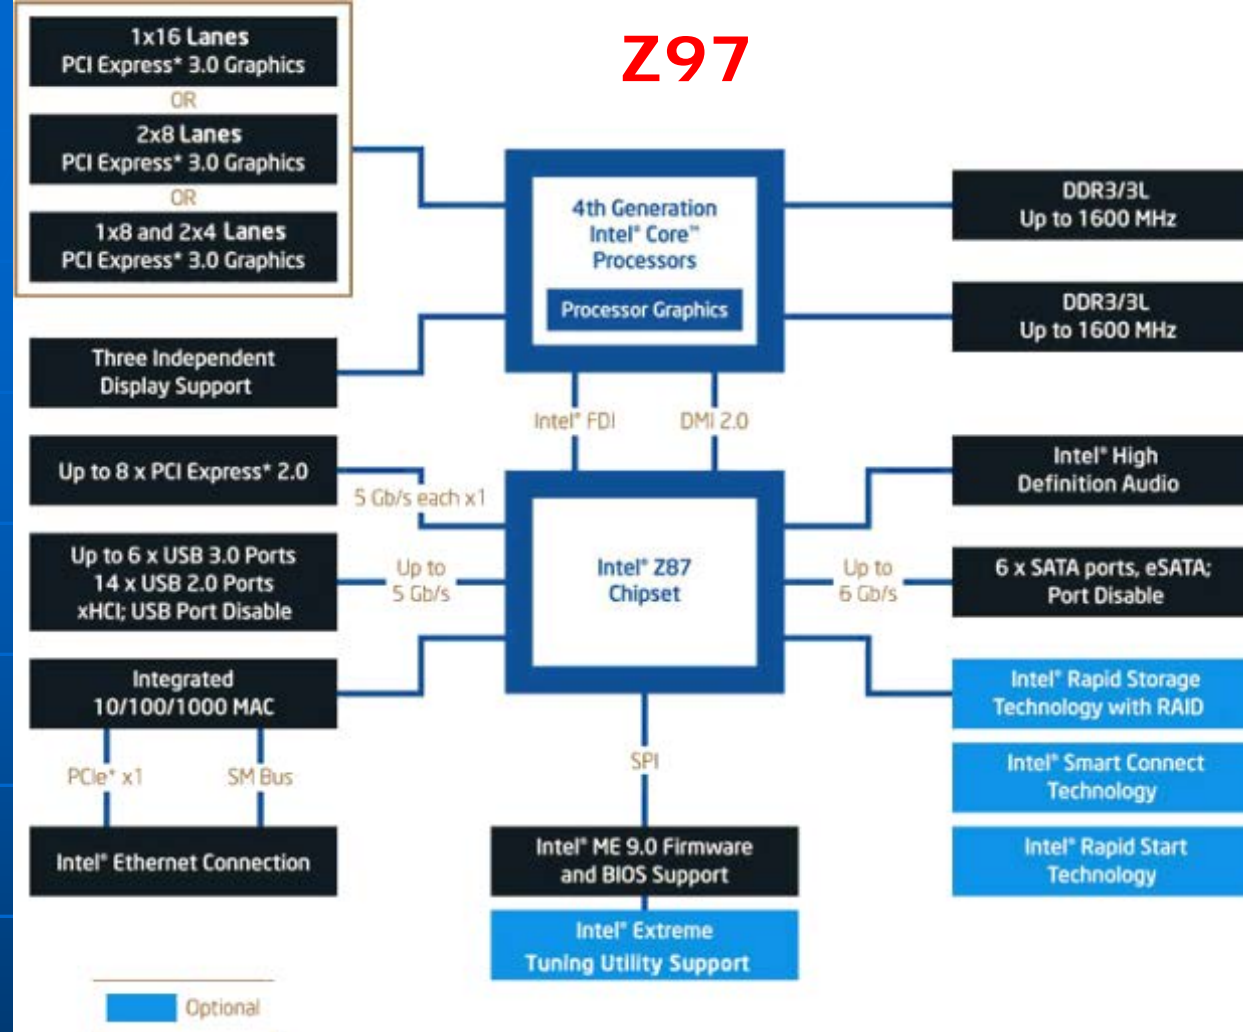 Z97
1x16 Lanes
PCI Express* 3.0 Graphics
OR
2x8 Lanes
PCI Express* 3.0 Graphics
OR
1x8 and 2x4 Lanes
PCI Express* 3.0 Graphics
4th Generation
Intel® Core™
Processors
Processor Graphics
DDR3/3L
Up to 1600 MHz
DDR3/3L
Up to 1600 MHz
Three Independent
Display Support
Intel® FDI
DMI 2.0
Up to 8 x PCI Express* 2.0
5 Gb/s each x1
Intel® High
Definition Audio
Up to 6 x USB 3.0 Ports
14 x USB 2.0 Ports
xHCI; USB Port Disable
Up to
5 Gb/s
Intel® Z87
Chipset
Up to
6 Gb/s
6 x SATA ports, eSATA;
Port Disable
Integrated
10/100/1000 MAC
Intel® Rapid Storage
Technology with RAID
PCIe* x1
SM Bus
SPI
Intel® Smart Connect
Technology
Intel® Ethernet Connection
Intel® ME 9.0 Firmware
and BIOS Support
Intel® Rapid Start
Technology
Intel® Extreme
Tuning Utility Support
Optional